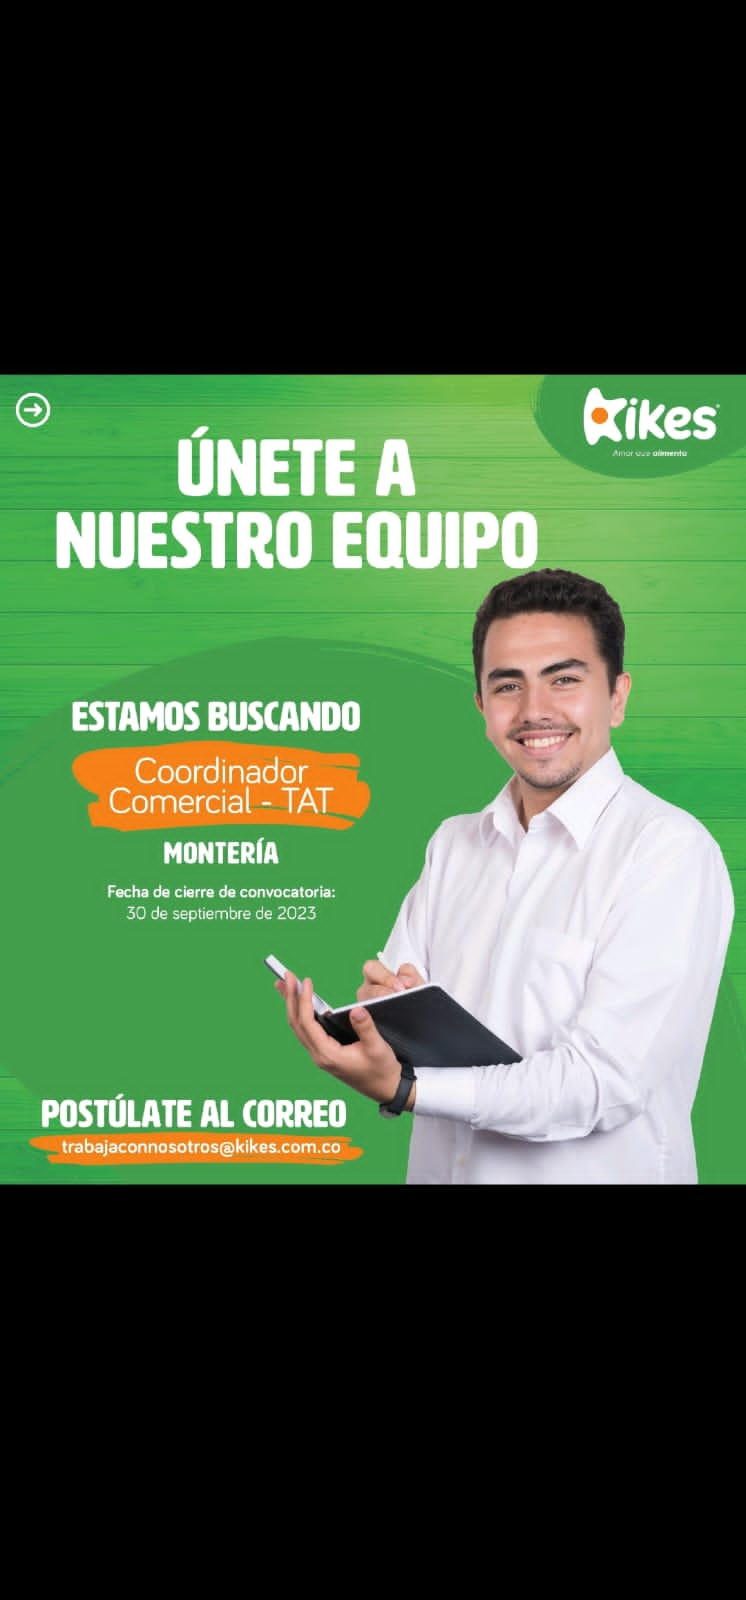 Kikes
Amor que alimenta
ÚNETE A
NUESTRO EQUIPO
ESTAMOS BUSCANDO
Coordinador
Comercial - TAT
MONTERÍA
Fecha de cierre de convocatoria:
30 de septiembre de 2023
POSTÚLATE AL CORREO
trabajaconnosotros@kikes.com.co